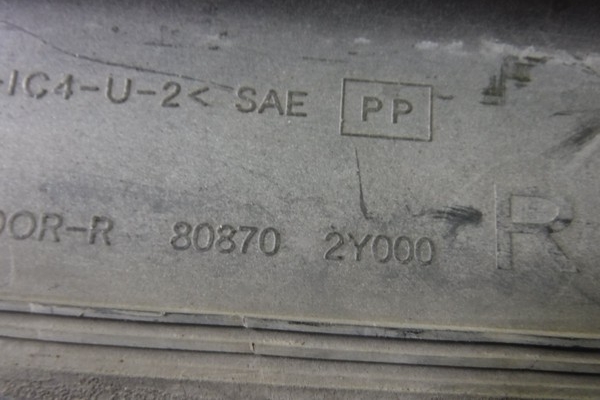 -IC4-U-2< SAE PP
OOR-R 80870 2Y000 R